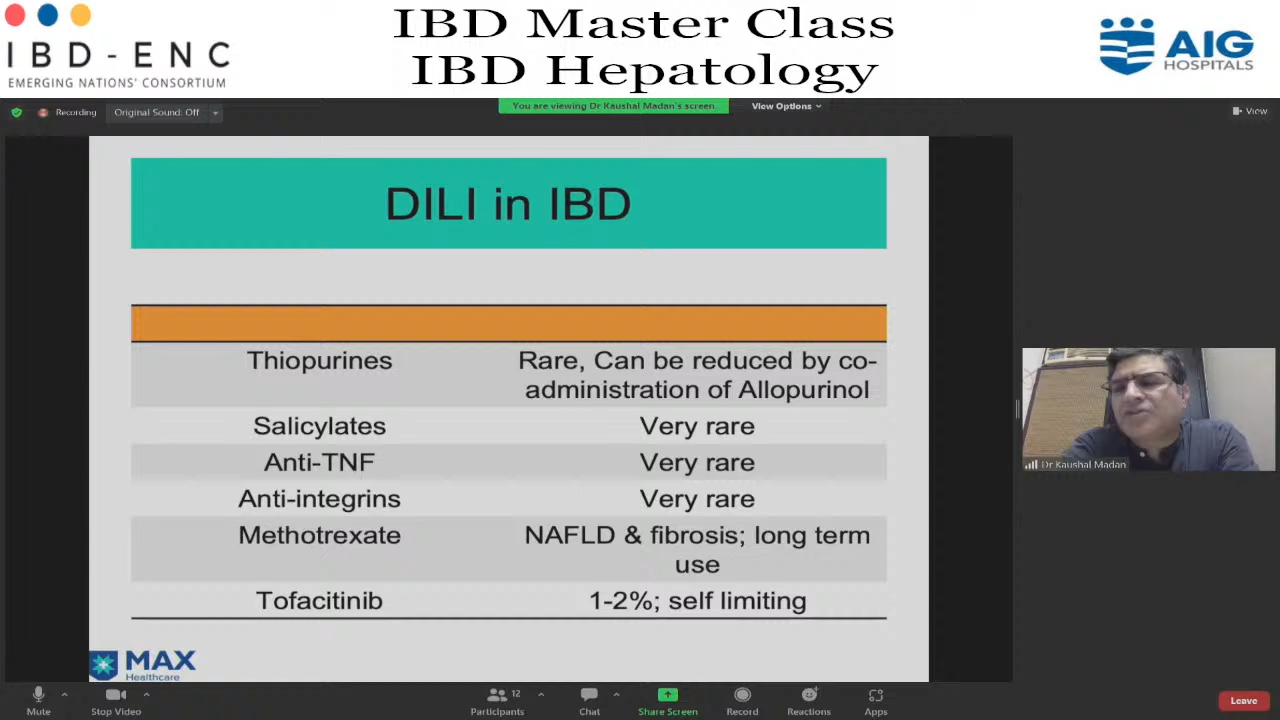 IBD Master Class
IBD Hepatology
IBD-ENC
EMERGING NATIONS' CONSORTIUM
AIG
HOSPITALS
Recording
Original Sound: Off
You are viewing Dr Kaushal Madan's screen
View Options
View
DILI in IBD
Thiopurines
Rare, Can be reduced by co-
administration of Allopurinol
Salicylates
Very rare
Anti-TNF
Very rare
Anti-integrins
Very rare
Methotrexate
NAFLD & fibrosis; long term
use
Tofacitinib
1-2%; self limiting
MAX
Healthcare
Dr Kaushal Madan
Mute
Stop Video
Participants
12
Chat
Share Screen
Record
Reactions
Apps
Leave